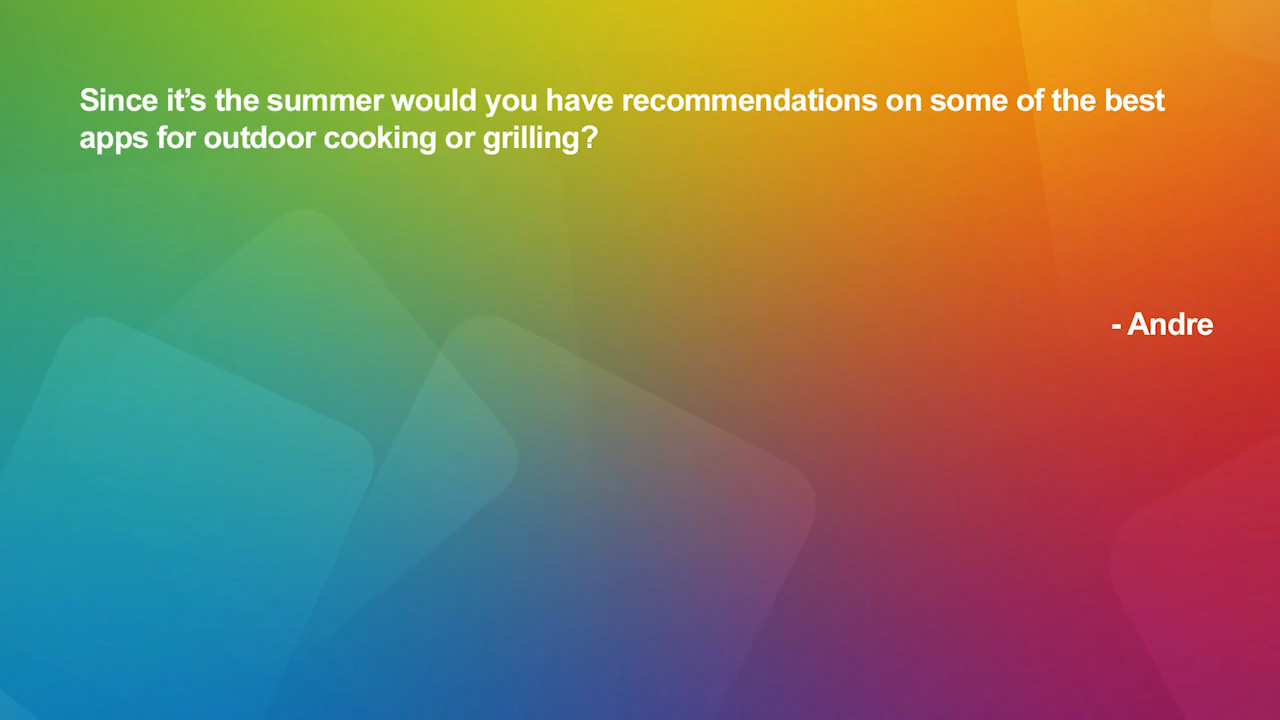 Since it’s the summer would you have recommendations on some of the best
apps for outdoor cooking or grilling?
- Andre